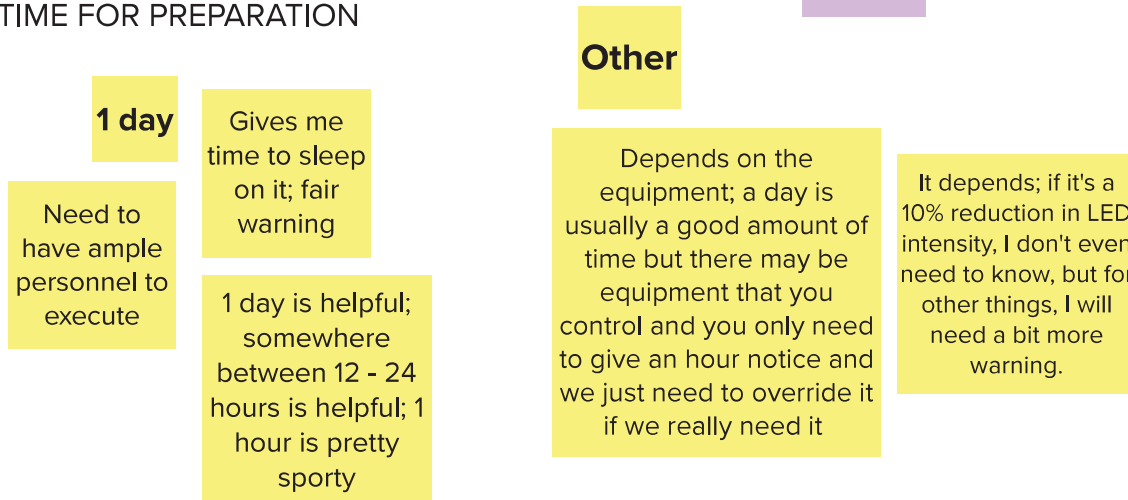 TIME FOR PREPARATION
1 day
Need to
have ample
personnel to
execute
Gives me
time to sleep
on it; fair
warning
1 day is helpful;
somewhere
between 12 - 24
hours is helpful; 1
hour is pretty
sporty
Other
Depends on the
equipment; a day is
usually a good amount of
time but there may be
equipment that you
control and you only need
to give an hour notice and
we just need to override it
if we really need it
It depends; if it's a
10% reduction in LED
intensity, I don't even
need to know, but for
other things, I will
need a bit more
warning.